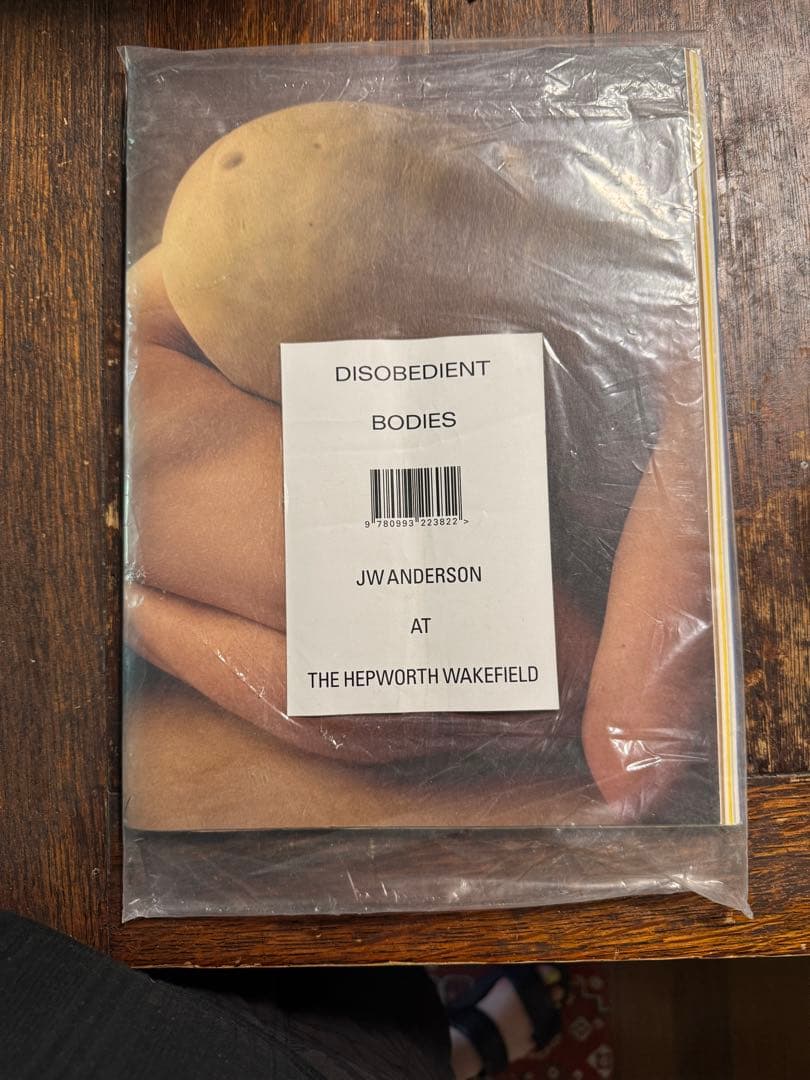 DISOBEDIENT
BODIES
9 780993 223822 >
JW ANDERSON
AT
THE HEPWORTH WAKEFIELD